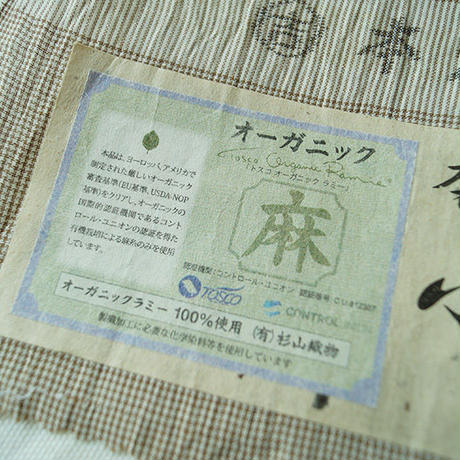 本
オーガニック
Tosco Organic Ramie
「トスコ オーガニック ラミー」
麻
本品は、ヨーロッパ、アメリカで
制定された厳しいオーガニック
審査基準(EU基準、USDA-NOP
基準)をクリアし、オーガニックの
国際的認証機関であるコント
ロール・ユニオンの認証を得た
有機栽培による麻糸のみを使用
しています。
認証機関:コントロール・ユニオン 認証番号
TOSCO
CONTROL
オーガニックラミー 100%使用 (有)杉山織物
製織加工に必要な化学染料等を使用しています